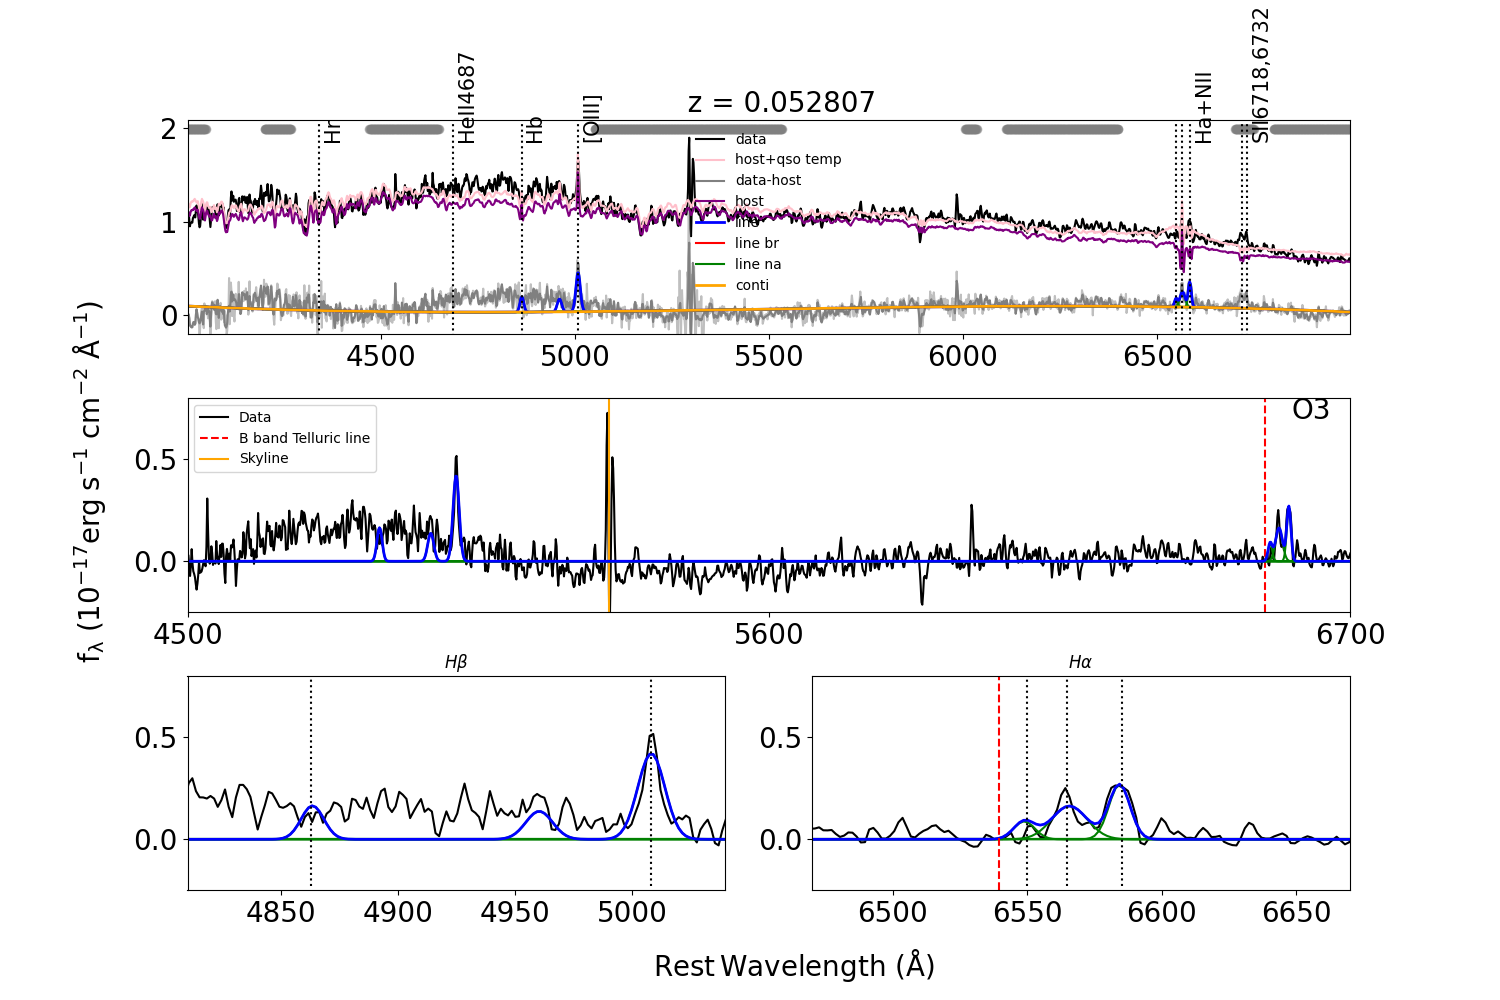 Hr
HeII4687
Hb
[OIII]
Ha+NII
SII6718,6732
z = 0.052807
data
host+qso temp
data-host
host
line
line br
line na
conti
2
1
0
4500
5000
5500
6000
6500
fλ (10⁻¹⁷erg s⁻¹ cm⁻² Å⁻¹)
O3
Data
B band Telluric line
Skyline
0.5
0.0
4500
5600
6700
Hβ
0.5
0.0
4850
4900
4950
5000
Hα
0.5
0.0
6500
6550
6600
6650
Rest Wavelength (Å)